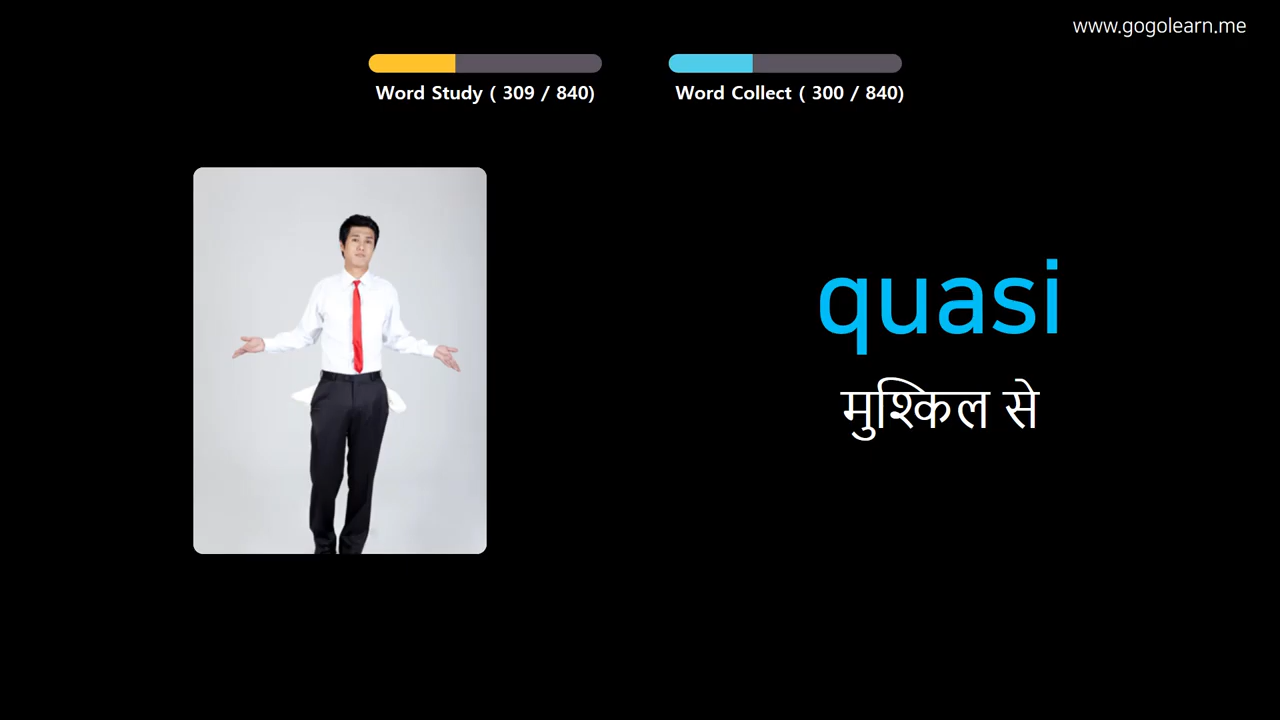 www.gogolearn.me
Word Study ( 309 / 840)
Word Collect ( 300 / 840)
quasi
मुश्किल से